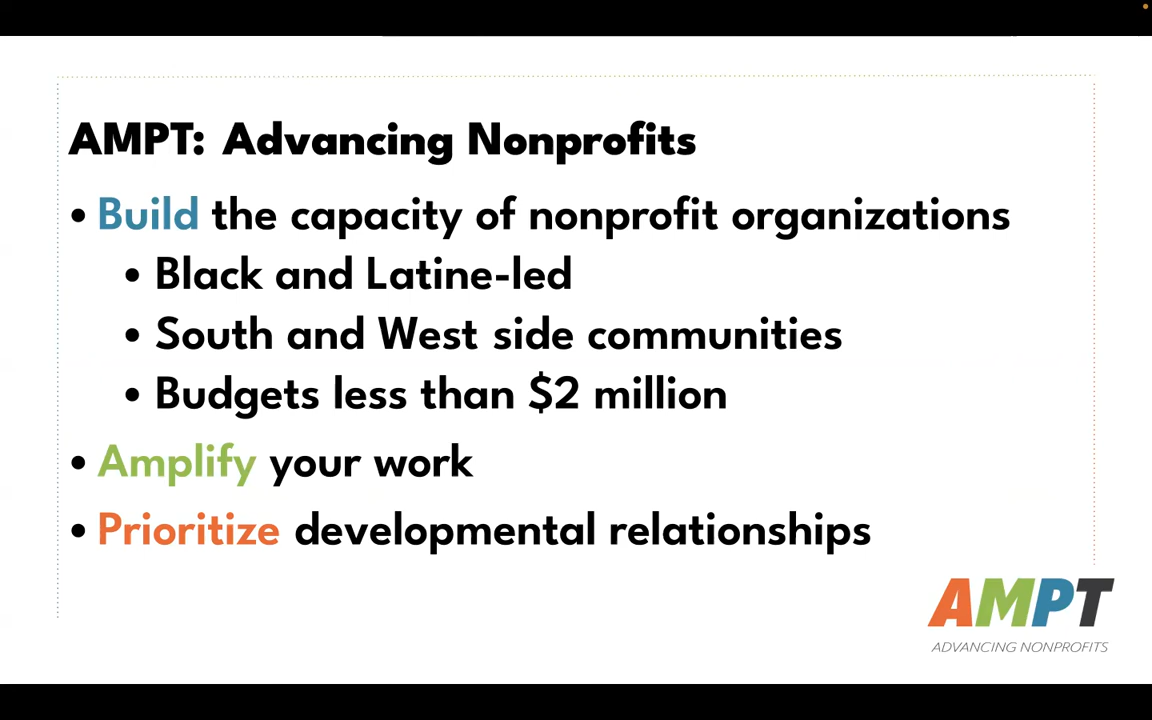 AMPT: Advancing Nonprofits
• Build the capacity of nonprofit organizations
• Black and Latine-led
• South and West side communities
• Budgets less than $2 million
• Amplify your work
• Prioritize developmental relationships
AMPT
ADVANCING NONPROFITS